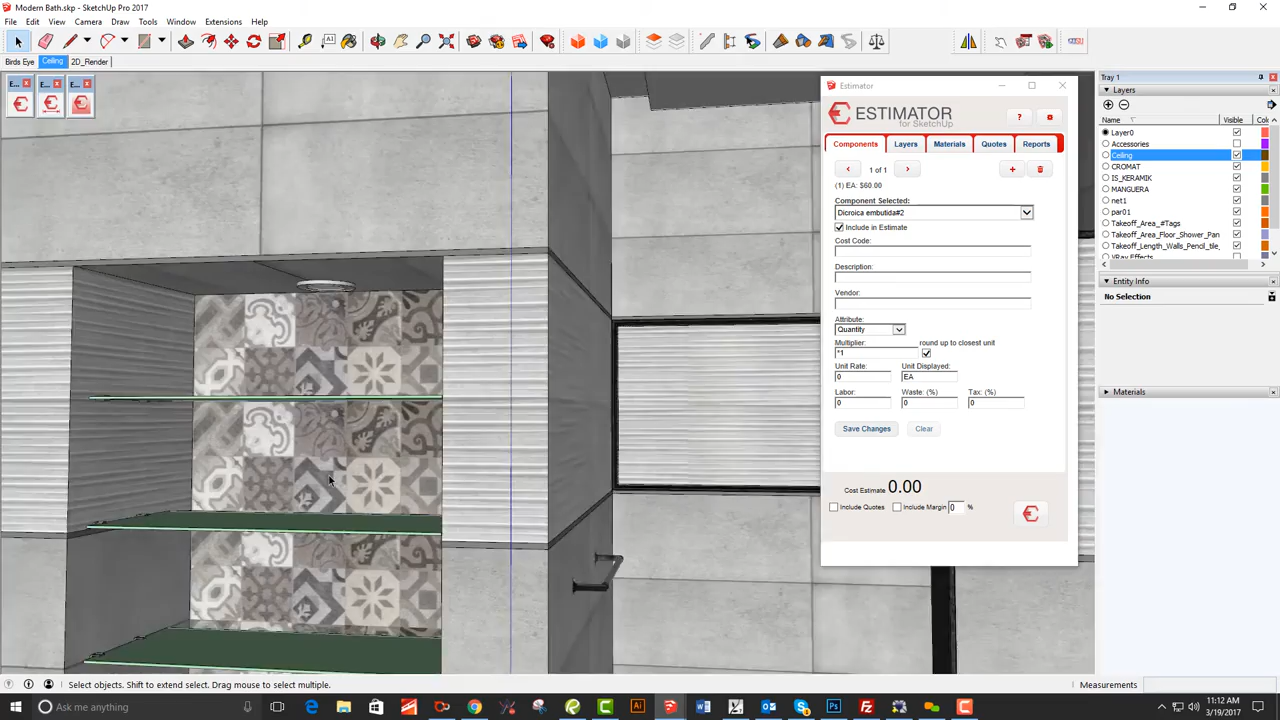 Modern Bath.skp - SketchUp Pro 2017
File Edit View Camera Draw Tools Window Extensions Help
Birds Eye Ceiling 2D_Render
E... E... E...
Estimator
ESTIMATOR
for SketchUp
?
Components Layers Materials Quotes Reports
< 1 of 1 >
(1) EA: $60.00
Component Selected:
Dicroica embutida#2
Include in Estimate
Cost Code:
Description:
Vendor:
Attribute:
Quantity
Multiplier: round up to closest unit
*1
Unit Rate: Unit Displayed:
0 EA
Labor: Waste: (%) Tax: (%)
0 0 0
Save Changes Clear
Cost Estimate 0.00
Include Quotes Include Margin 0 %
Tray 1
Layers
Name Visible Col
Layer0
Accessories
Ceiling
CROMAT
IS_KERAMIK
MANGUERA
net1
par01
Takeoff_Area_#Tags
Takeoff_Area_Floor_Shower_Pan
Takeoff_Length_Walls_Pencil_tile_
VRay Effects
Entity Info
No Selection
Materials
Select objects. Shift to extend select. Drag mouse to select multiple.
Measurements
Ask me anything
11:12 AM
3/19/2017